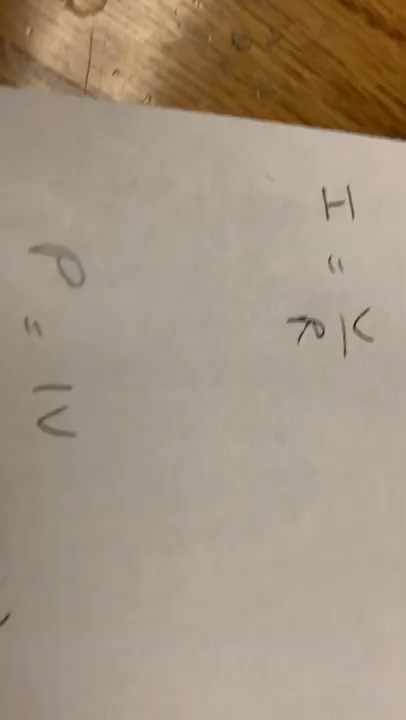 I = V/R
P = IV